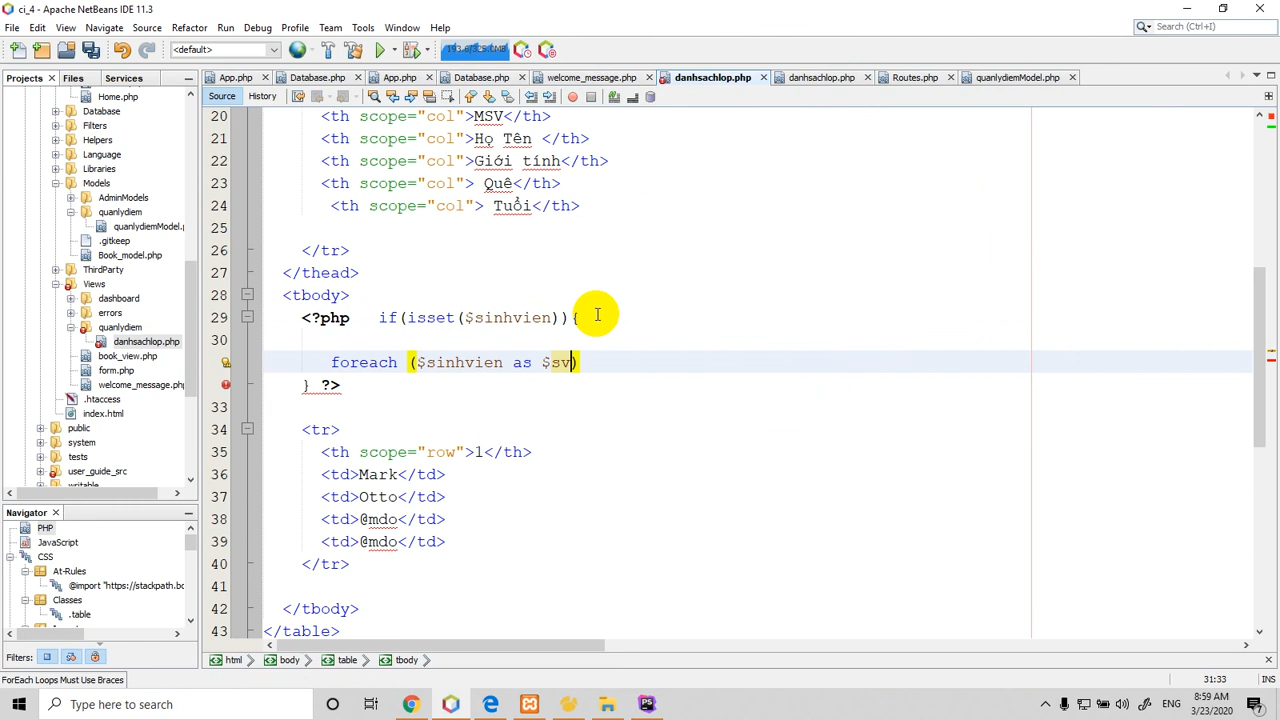 ci_4 - Apache NetBeans IDE 11.3
File Edit View Navigate Source Refactor Run Debug Profile Team Tools Window Help
Search (Ctrl+I)
<default>
Projects Files Services
App.php Database.php App.php Database.php welcome_message.php danhsachlop.php danhsachlop.php Routes.php quanlydiemModel.php
Source History
Home.php
Database
Filters
Helpers
Language
Libraries
Models
AdminModels
quanlydiem
quanlydiemModel.p
.gitkeep
Book_model.php
ThirdParty
Views
dashboard
errors
quanlydiem
danhsachlop.php
book_view.php
form.php
welcome_message.php
.htaccess
index.html
public
system
tests
user_guide_src
writable
Navigator
PHP
JavaScript
CSS
At-Rules
@import "https://stackpath.bo
Classes
.table
Filters:
20 <th scope="col">MSV</th>
21 <th scope="col">Họ Tên </th>
22 <th scope="col">Giới tính</th>
23 <th scope="col"> Quê</th>
24 <th scope="col"> Tuổi</th>
25
26 </tr>
27 </thead>
28 <tbody>
29 <?php if(isset($sinhvien)){
30
foreach ($sinhvien as $sv)
} ?>
33
34 <tr>
35 <th scope="row">1</th>
36 <td>Mark</td>
37 <td>Otto</td>
38 <td>@mdo</td>
39 <td>@mdo</td>
40 </tr>
41
42 </tbody>
43 </table>
html body table tbody
ForEach Loops Must Use Braces
31:33 INS
Type here to search
ENG
8:59 AM
3/23/2020